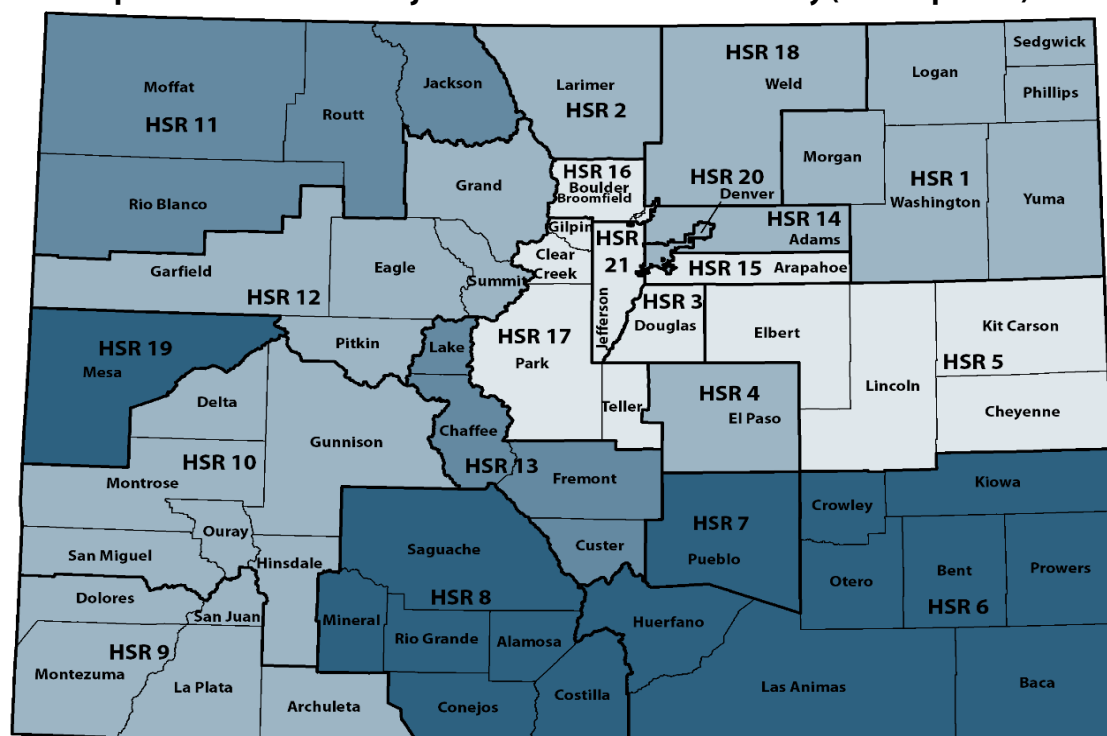 HSR 18
Sedgwick
Logan
Moffat
Jackson
Larimer
Weld
Phillips
HSR 2
HSR 11
Routt
Morgan
HSR 16
Boulder
Broomfield
HSR 20
Denver
HSR 1
Washington
Yuma
Grand
Rio Blanco
HSR 14
Adams
Gilpin
HSR
21
Jefferson
Clear
Creek
HSR 15
Arapahoe
Garfield
Eagle
Summit
HSR 12
HSR 3
Douglas
Elbert
Kit Carson
HSR 19
Mesa
Pitkin
Lake
HSR 17
Park
HSR 5
Lincoln
Delta
Teller
HSR 4
El Paso
Cheyenne
Gunnison
Chaffee
HSR 10
HSR 13
Montrose
Fremont
Kiowa
Crowley
Ouray
HSR 7
Pueblo
San Miguel
Hinsdale
Saguache
Custer
Otero
Bent
HSR 6
Prowers
Dolores
San Juan
HSR 8
Mineral
Rio Grande
Alamosa
Huerfano
HSR 9
Montezuma
La Plata
Archuleta
Conejos
Costilla
Las Animas
Baca